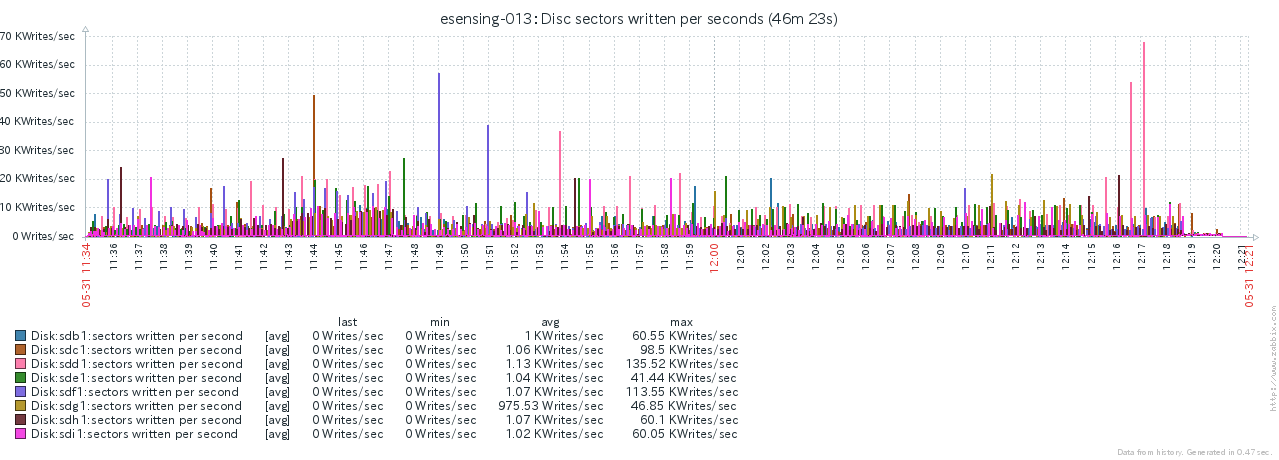 esensing-013: Disc sectors written per seconds (46m 23s)
70 KWrites/sec
60 KWrites/sec
50 KWrites/sec
40 KWrites/sec
30 KWrites/sec
20 KWrites/sec
10 KWrites/sec
0 Writes/sec
05-31 11:34
11:36
11:37
11:38
11:39
11:40
11:41
11:42
11:43
11:44
11:45
11:46
11:47
11:48
11:49
11:50
11:51
11:52
11:53
11:54
11:55
11:56
11:57
11:58
11:59
12:00
12:01
12:02
12:03
12:04
12:05
12:06
12:07
12:08
12:09
12:10
12:11
12:12
12:13
12:14
12:15
12:16
12:17
12:18
12:19
12:20
12:21
05-31 12:21
last min avg max
Disk:sdb1:sectors written per second [avg] 0 Writes/sec 0 Writes/sec 1 KWrites/sec 60.55 KWrites/sec
Disk:sdc1:sectors written per second [avg] 0 Writes/sec 0 Writes/sec 1.06 KWrites/sec 98.5 KWrites/sec
Disk:sdd1:sectors written per second [avg] 0 Writes/sec 0 Writes/sec 1.13 KWrites/sec 135.52 KWrites/sec
Disk:sde1:sectors written per second [avg] 0 Writes/sec 0 Writes/sec 1.04 KWrites/sec 41.44 KWrites/sec
Disk:sdf1:sectors written per second [avg] 0 Writes/sec 0 Writes/sec 1.07 KWrites/sec 113.55 KWrites/sec
Disk:sdg1:sectors written per second [avg] 0 Writes/sec 0 Writes/sec 975.53 Writes/sec 46.85 KWrites/sec
Disk:sdh1:sectors written per second [avg] 0 Writes/sec 0 Writes/sec 1.07 KWrites/sec 60.1 KWrites/sec
Disk:sdi1:sectors written per second [avg] 0 Writes/sec 0 Writes/sec 1.02 KWrites/sec 60.05 KWrites/sec
http://www.zabbix.com
Data from history. Generated in 0.47 sec.